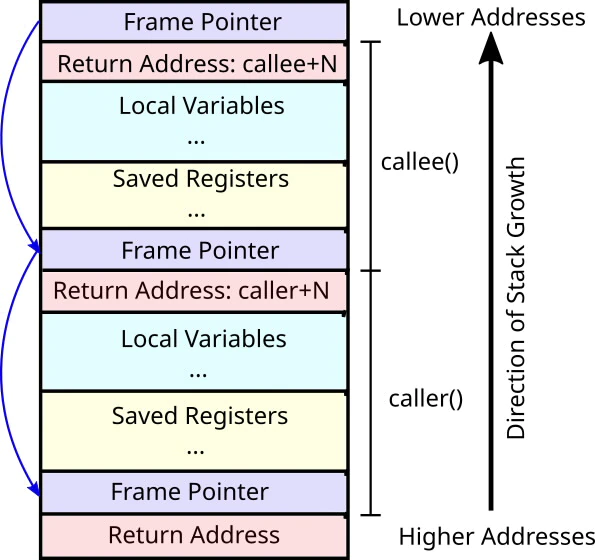 Frame Pointer
Return Address: callee+N
Local Variables
...
Saved Registers
...
Frame Pointer
Return Address: caller+N
Local Variables
...
Saved Registers
...
Frame Pointer
Return Address
callee()
caller()
Lower Addresses
Direction of Stack Growth
Higher Addresses